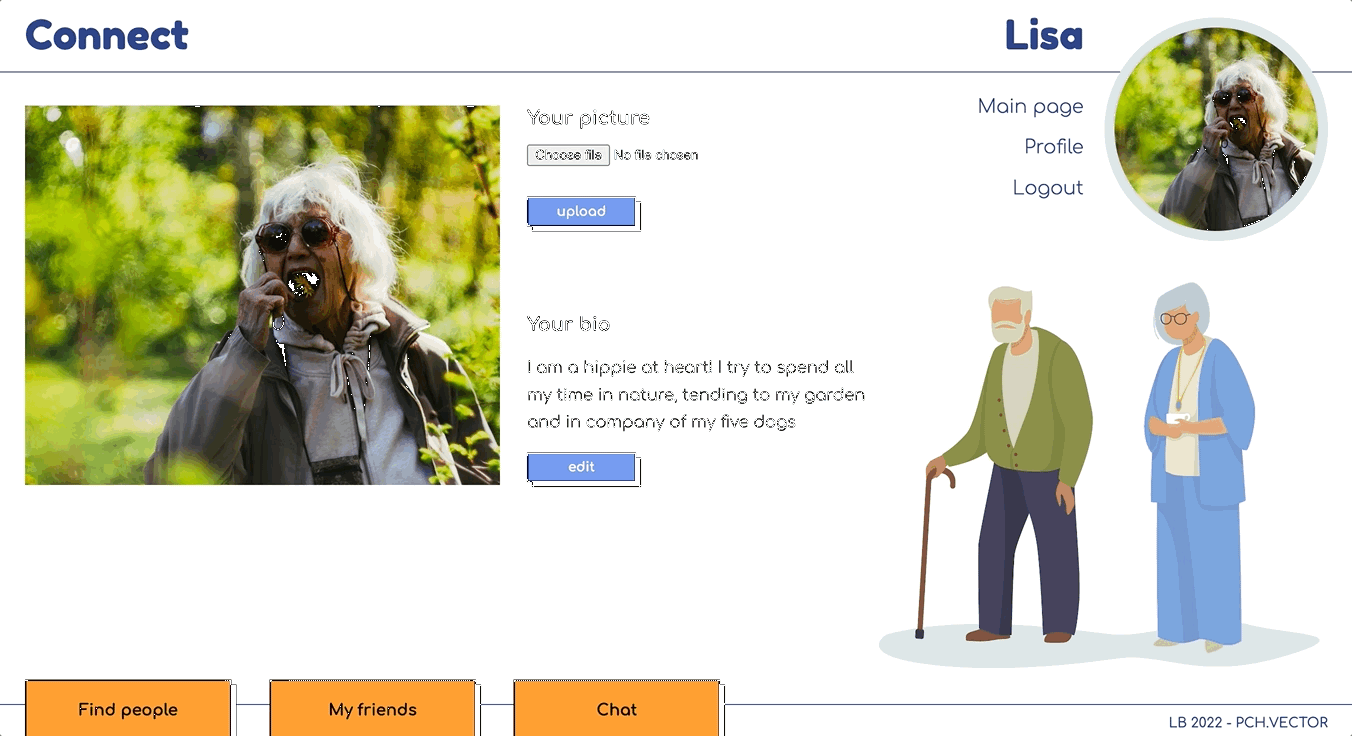 Connect
Lisa
Main page
Profile
Logout
Your picture
Choose file No file chosen
upload
Your bio
I am a hippie at heart! I try to spend all
my time in nature, tending to my garden
and in company of my five dogs
edit
Find people
My friends
Chat
LB 2022 - PCH.VECTOR